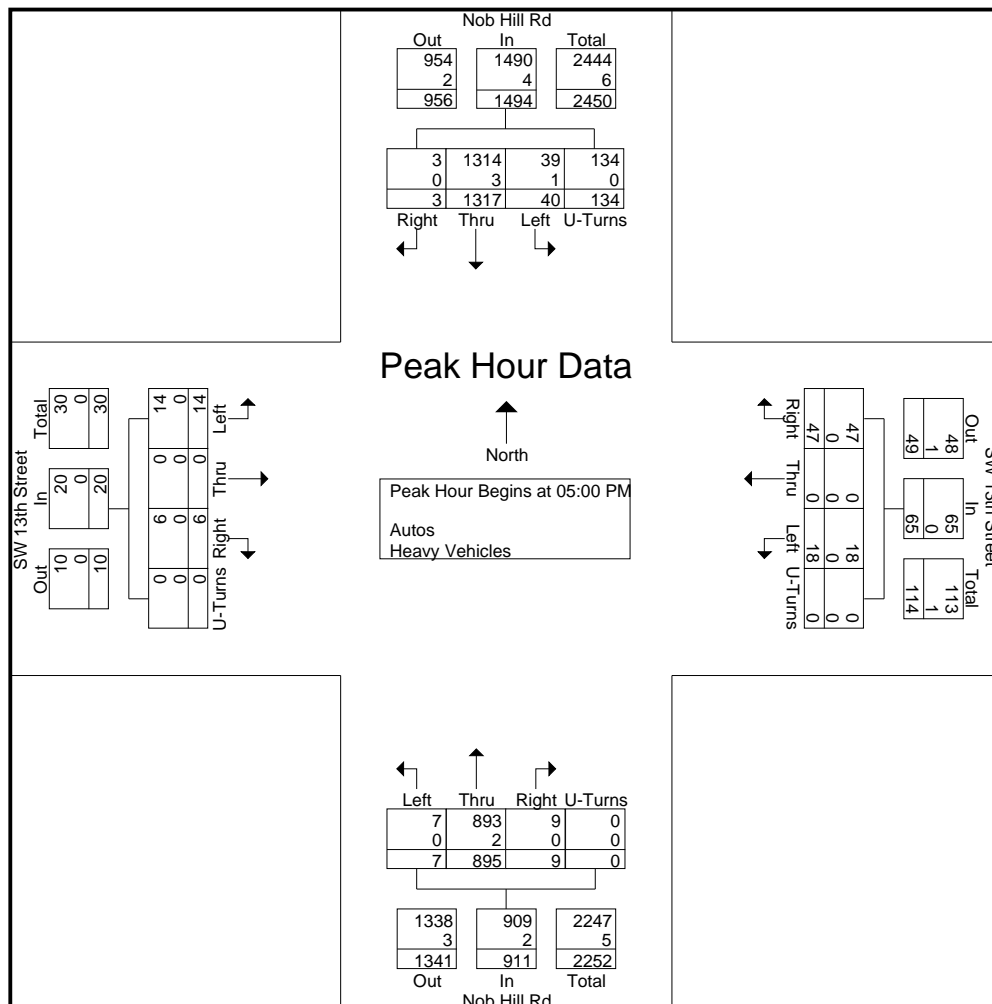 Nob Hill Rd
Out In Total
954 1490 2444
2 4 6
956 1494 2450
3 1314 39 134
0 3 1 0
3 1317 40 134
Right Thru Left U-Turns
Peak Hour Data
North
Peak Hour Begins at 05:00 PM
Autos
Heavy Vehicles
SW 13th Street
Out In Total
10 20 30
0 0 0
10 20 30
U-Turns Right Thru Left
0 6 0 14
0 0 0 0
0 6 0 14
SW 13th Street
Out In Total
48 65 113
1 0 1
49 65 114
47 0 18 0
0 0 0 0
47 0 18 0
Right Thru Left U-Turns
Left Thru Right U-Turns
7 893 9 0
0 2 0 0
7 895 9 0
1338 909 2247
3 2 5
1341 911 2252
Out In Total
Nob Hill Rd